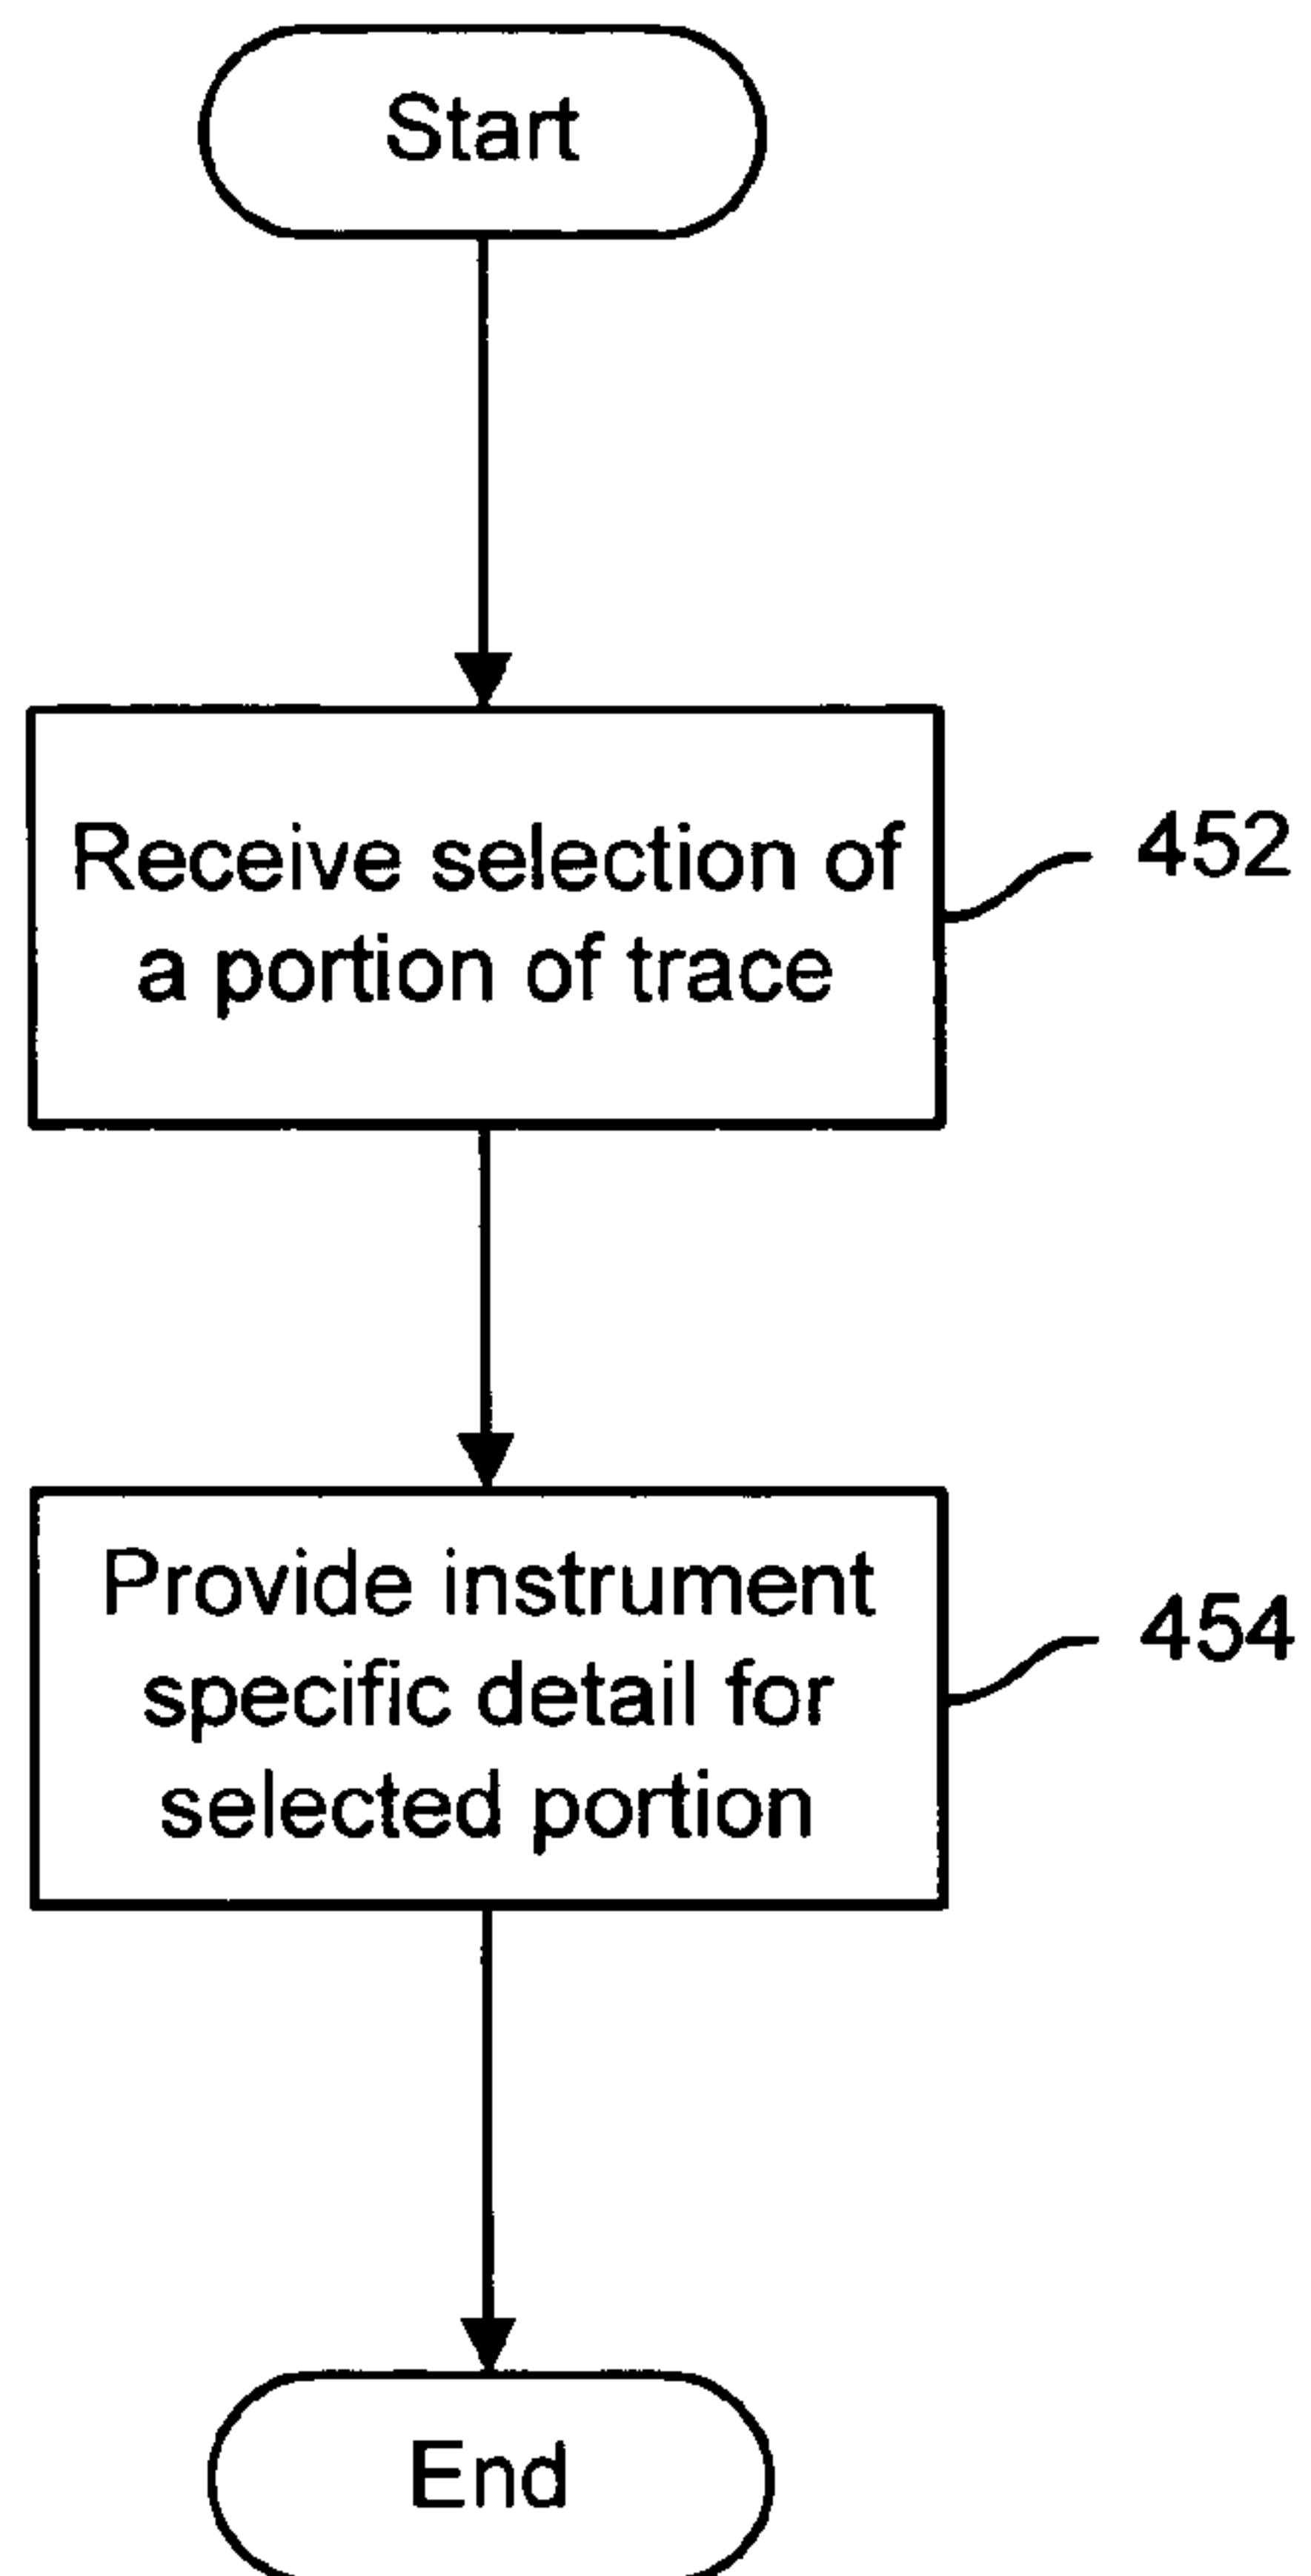 Start
Receive selection of
a portion of trace
452
Provide instrument
specific detail for
selected portion
454
End